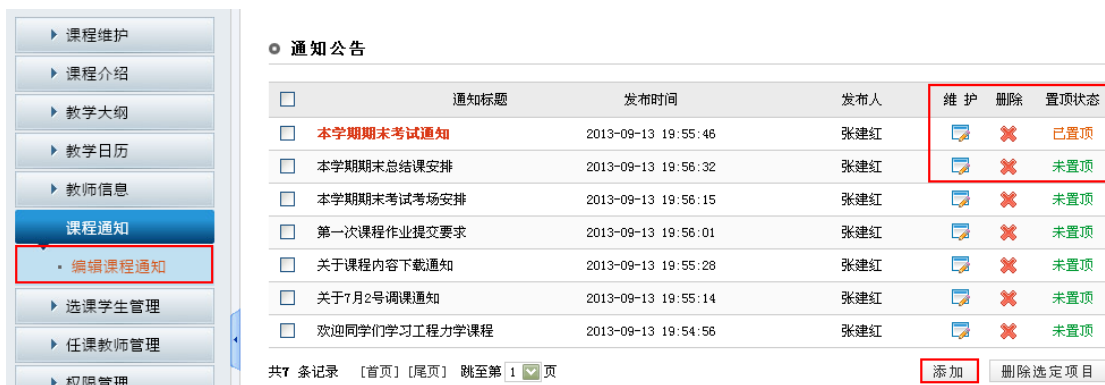 课程维护
课程介绍
教学大纲
教学日历
教师信息
课程通知
编辑课程通知
选课学生管理
任课教师管理
权限管理
通知公告
通知标题 发布时间 发布人 维 护 删除 置顶状态
本学期期末考试通知 2013-09-13 19:55:46 张建红 已置顶
本学期期末总结课安排 2013-09-13 19:56:32 张建红 未置顶
本学期期末考试考场安排 2013-09-13 19:56:15 张建红 未置顶
第一次课程作业提交要求 2013-09-13 19:56:01 张建红 未置顶
关于课程内容下载通知 2013-09-13 19:55:28 张建红 未置顶
关于7月2号调课通知 2013-09-13 19:55:14 张建红 未置顶
欢迎同学们学习工程力学课程 2013-09-13 19:54:56 张建红 未置顶
共7 条记录 [首页] [尾页] 跳至第 1 页 添加 删除选定项目